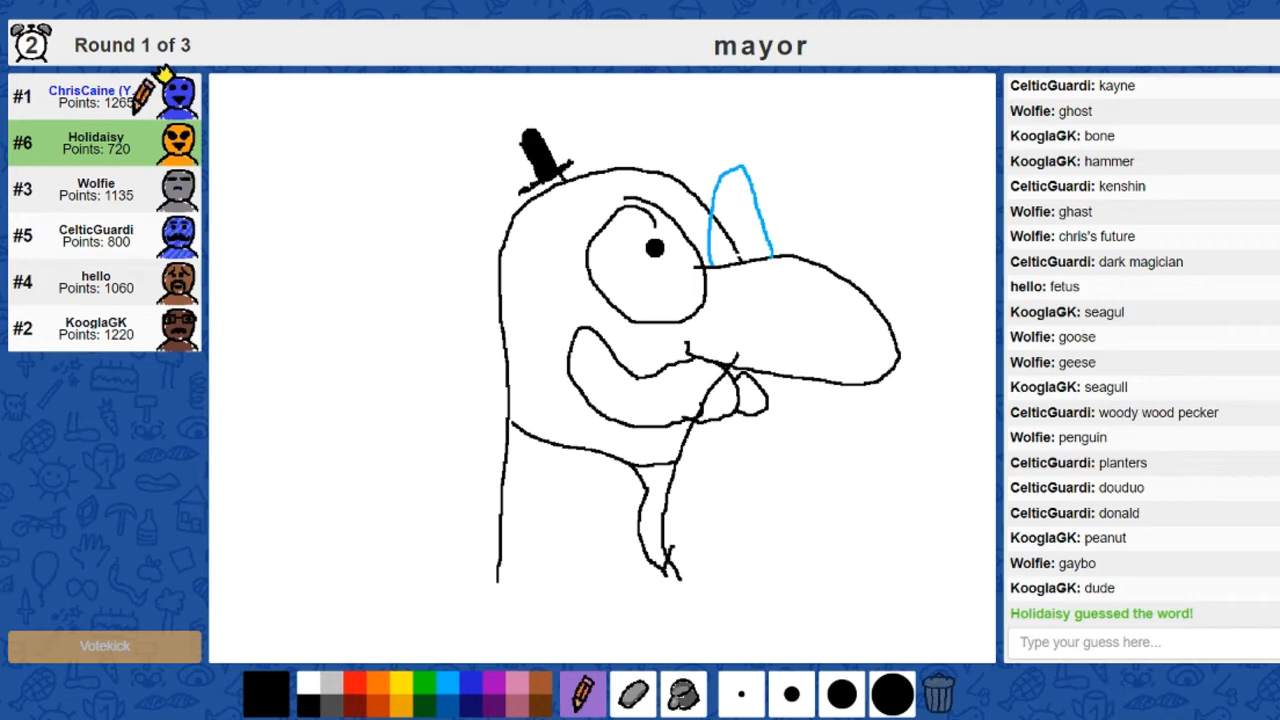 2
Round 1 of 3
mayor
#1
ChrisCaine (Y
Points: 1265
#6
Holidaisy
Points: 720
#3
Wolfie
Points: 1135
#5
CelticGuardi
Points: 800
#4
hello
Points: 1060
#2
KooglaGK
Points: 1220
Votekick
CelticGuardi: kayne
Wolfie: ghost
KooglaGK: bone
KooglaGK: hammer
CelticGuardi: kenshin
Wolfie: ghast
Wolfie: chris's future
CelticGuardi: dark magician
hello: fetus
KooglaGK: seagul
Wolfie: goose
Wolfie: geese
KooglaGK: seagull
CelticGuardi: woody wood pecker
Wolfie: penguin
CelticGuardi: planters
CelticGuardi: douduo
CelticGuardi: donald
KooglaGK: peanut
Wolfie: gaybo
KooglaGK: dude
Holidaisy guessed the word!
Type your guess here...